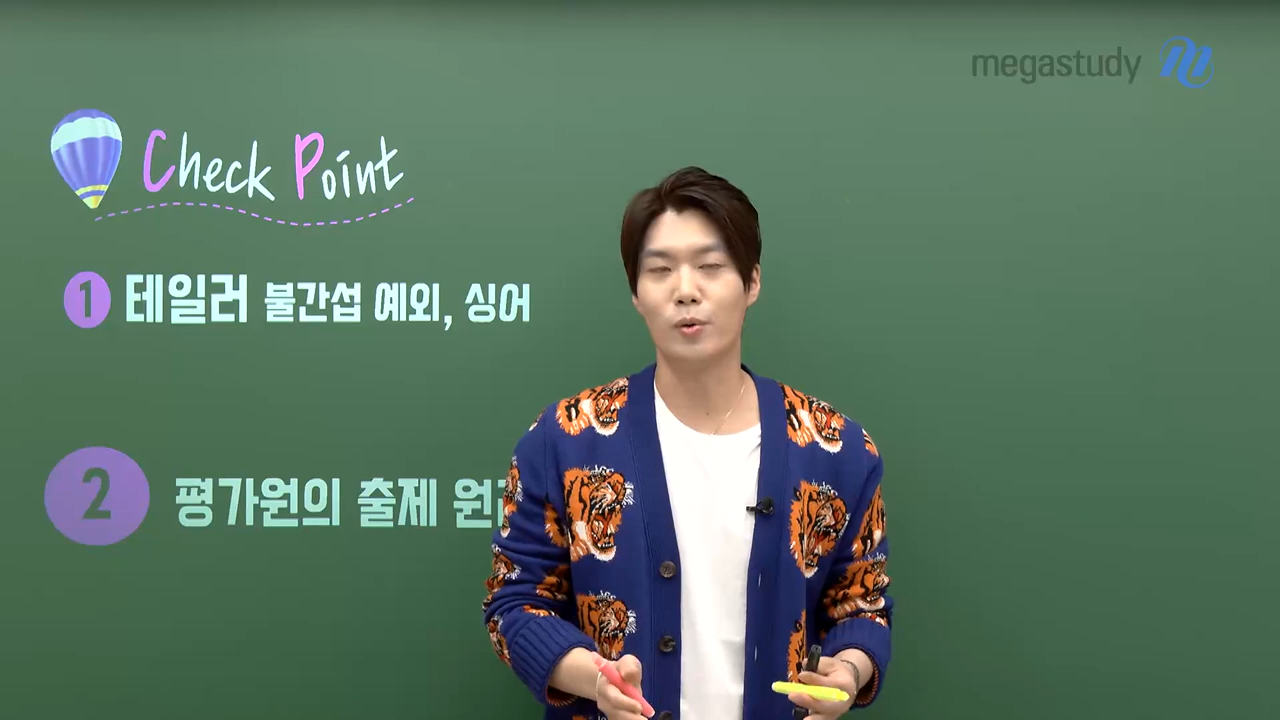 megastudy
Check Point
1 테일러 불간섭 예외, 싱어
2 평가원의 출제